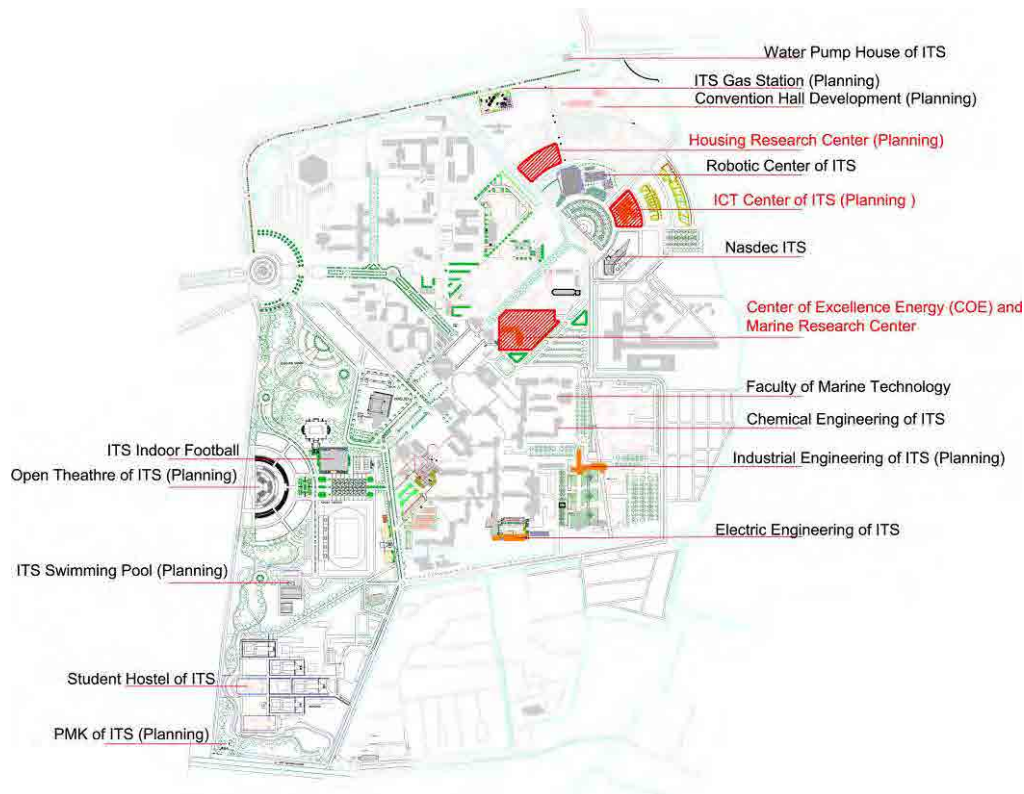 Water Pump House of ITS
ITS Gas Station (Planning)
Convention Hall Development (Planning)
Housing Research Center (Planning)
Robotic Center of ITS
ICT Center of ITS (Planning )
Nasdec ITS
Center of Excellence Energy (COE) and
Marine Research Center
Faculty of Marine Technology
Chemical Engineering of ITS
ITS Indoor Football
Industrial Engineering of ITS (Planning)
Open Theathre of ITS (Planning)
Electric Engineering of ITS
ITS Swimming Pool (Planning)
Student Hostel of ITS
PMK of ITS (Planning)